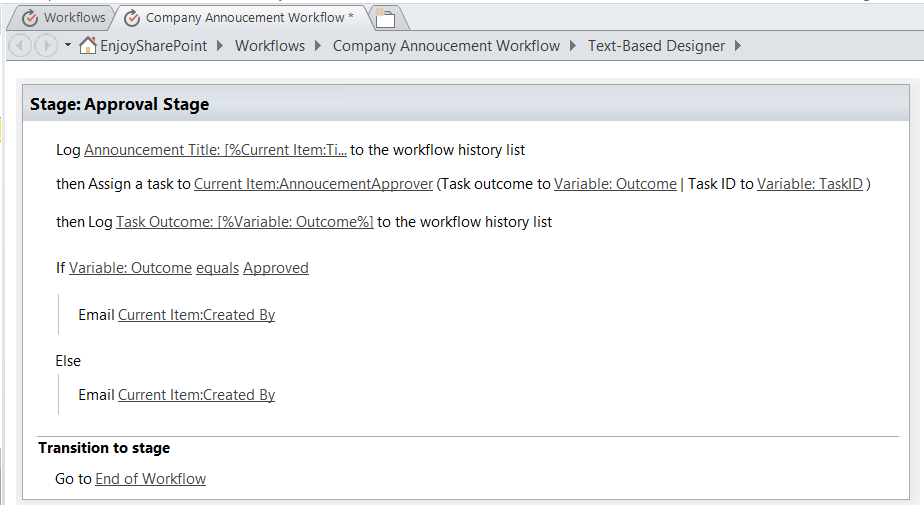 Workflows Company Annoucement Workflow *
EnjoySharePoint Workflows Company Annoucement Workflow Text-Based Designer
Stage: Approval Stage
Log Announcement Title: [%Current Item:Ti... to the workflow history list
then Assign a task to Current Item:AnnoucementApprover (Task outcome to Variable: Outcome | Task ID to Variable: TaskID )
then Log Task Outcome: [%Variable: Outcome%] to the workflow history list
If Variable: Outcome equals Approved
Email Current Item:Created By
Else
Email Current Item:Created By
Transition to stage
Go to End of Workflow